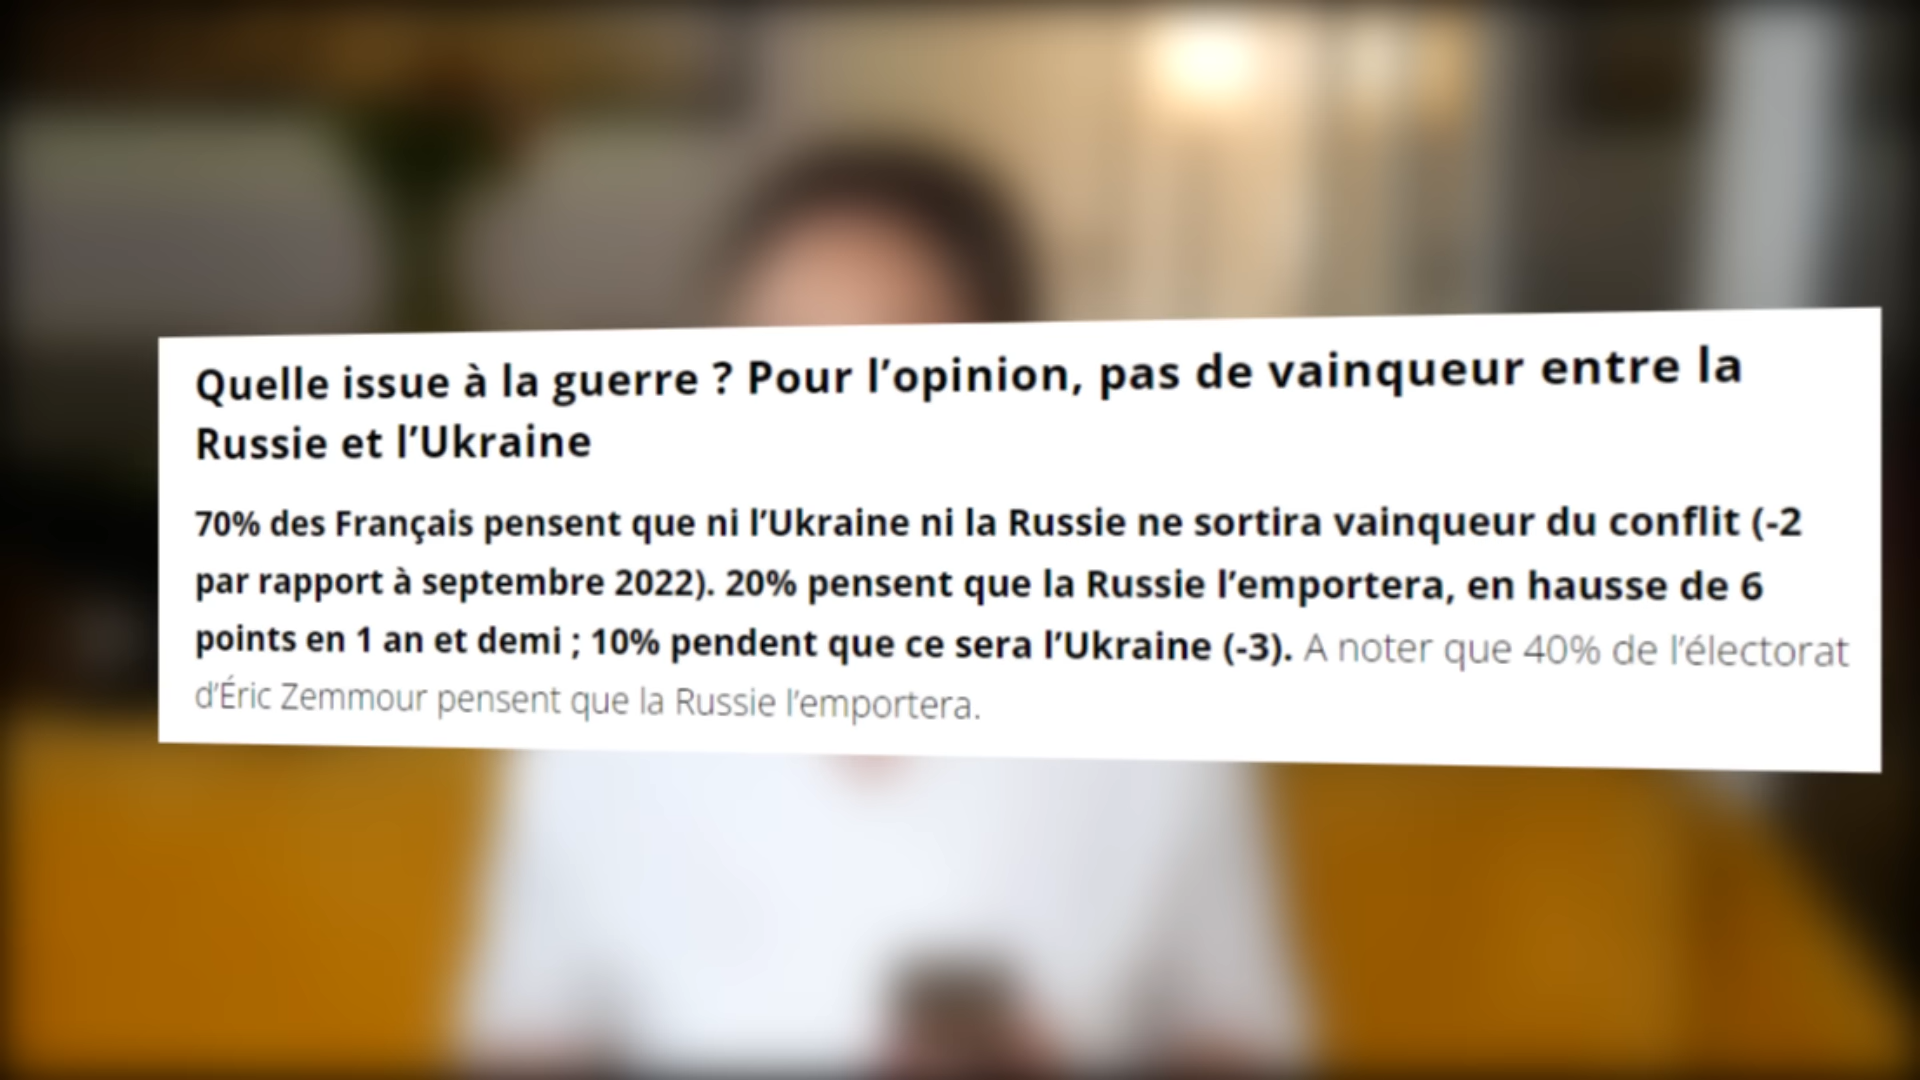 Quelle issue à la guerre ? Pour l’opinion, pas de vainqueur entre la
Russie et l’Ukraine
70% des Français pensent que ni l’Ukraine ni la Russie ne sortira vainqueur du conflit (-2
par rapport à septembre 2022). 20% pensent que la Russie l’emportera, en hausse de 6
points en 1 an et demi ; 10% pendent que ce sera l’Ukraine (-3). A noter que 40% de l’électorat
d’Éric Zemmour pensent que la Russie l’emportera.